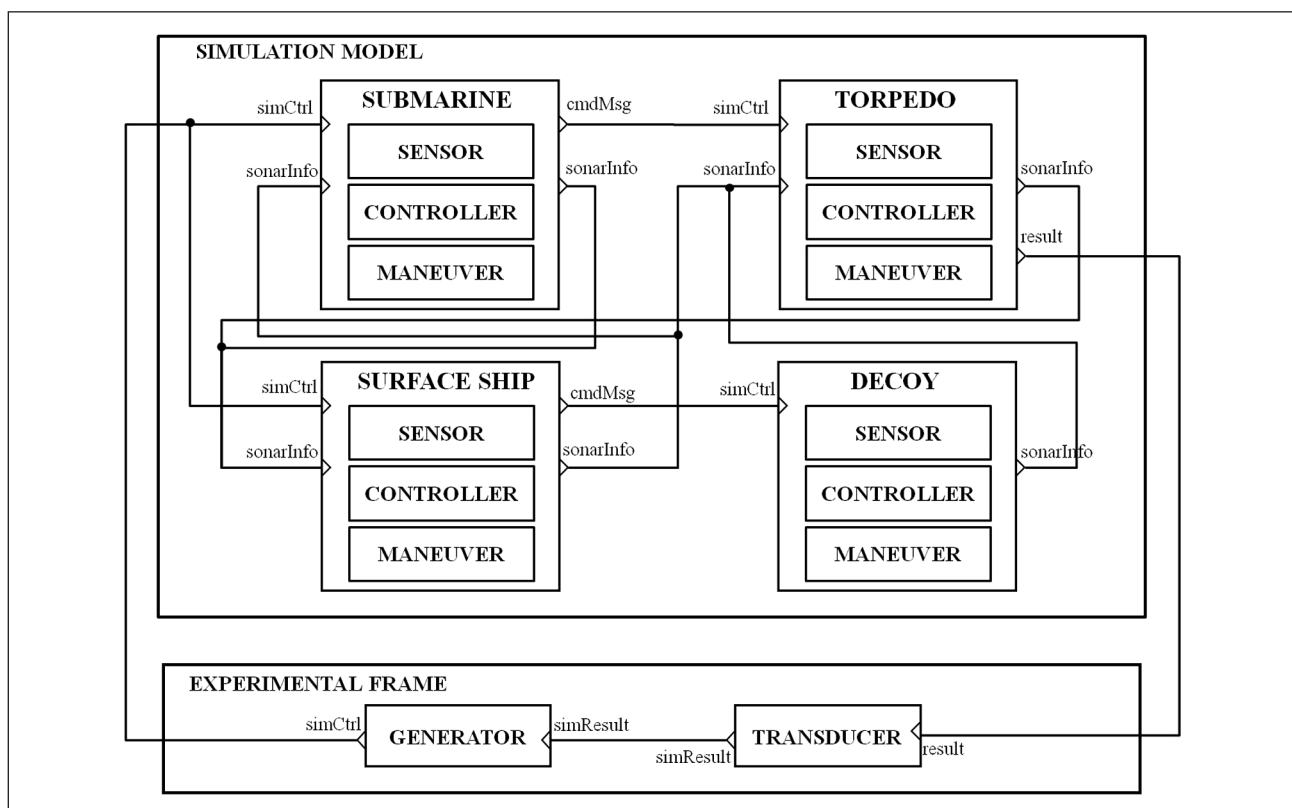 SIMULATION MODEL
SUBMARINE
simCtrl
cmdMsg
SENSOR
sonarInfo
sonarInfo
CONTROLLER
MANEUVER
TORPEDO
simCtrl
SENSOR
sonarInfo
sonarInfo
CONTROLLER
result
MANEUVER
SURFACE SHIP
simCtrl
cmdMsg
SENSOR
sonarInfo
sonarInfo
CONTROLLER
MANEUVER
DECOY
simCtrl
SENSOR
sonarInfo
CONTROLLER
MANEUVER
EXPERIMENTAL FRAME
simCtrl
GENERATOR
simResult
simResult
TRANSDUCER
result